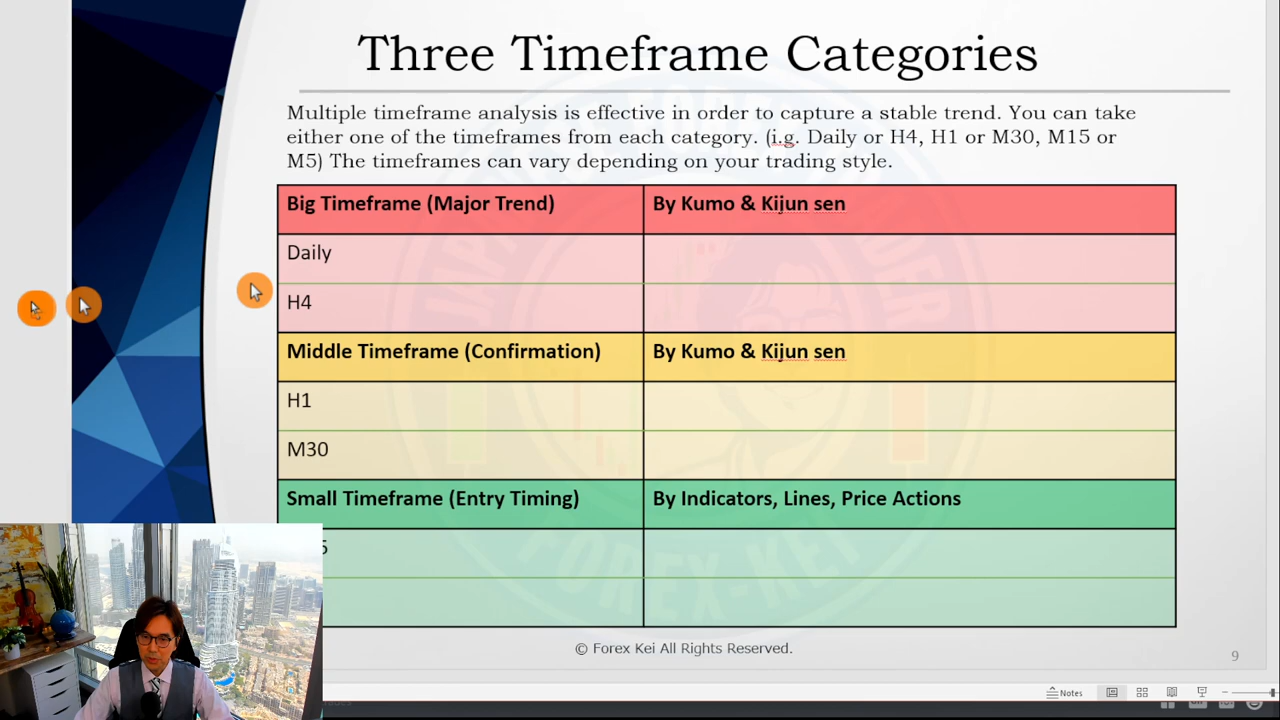 Three Timeframe Categories
Multiple timeframe analysis is effective in order to capture a stable trend. You can take
either one of the timeframes from each category. (i.g. Daily or H4, H1 or M30, M15 or
M5) The timeframes can vary depending on your trading style.
Big Timeframe (Major Trend) By Kumo & Kijun sen
Daily
H4
Middle Timeframe (Confirmation) By Kumo & Kijun sen
H1
M30
Small Timeframe (Entry Timing) By Indicators, Lines, Price Actions
5
FOREX KEI
© Forex Kei All Rights Reserved.
9
Notes